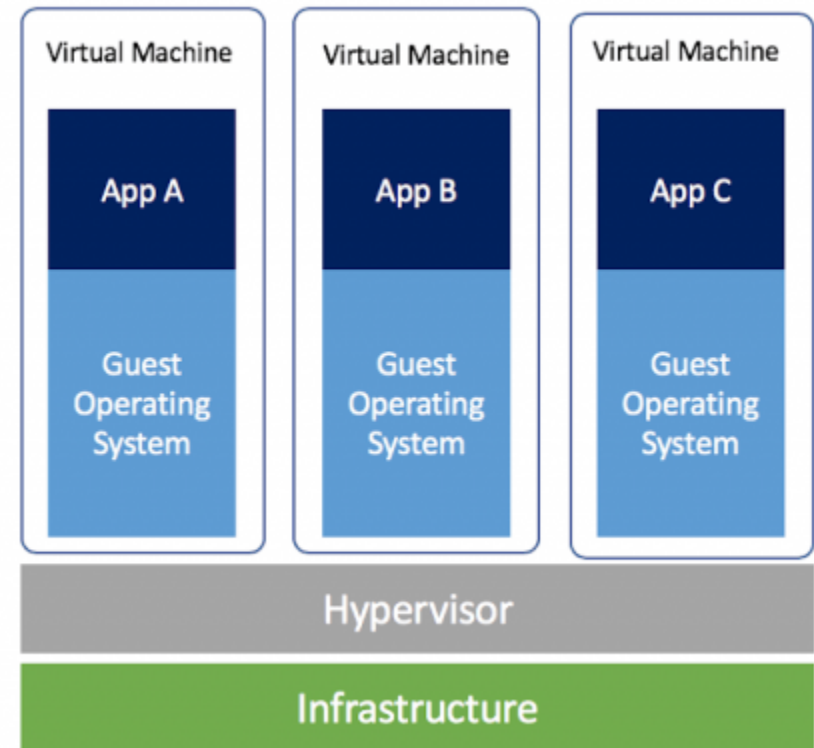 Virtual Machine
App A
Guest
Operating
System
Virtual Machine
App B
Guest
Operating
System
Virtual Machine
App C
Guest
Operating
System
Hypervisor
Infrastructure